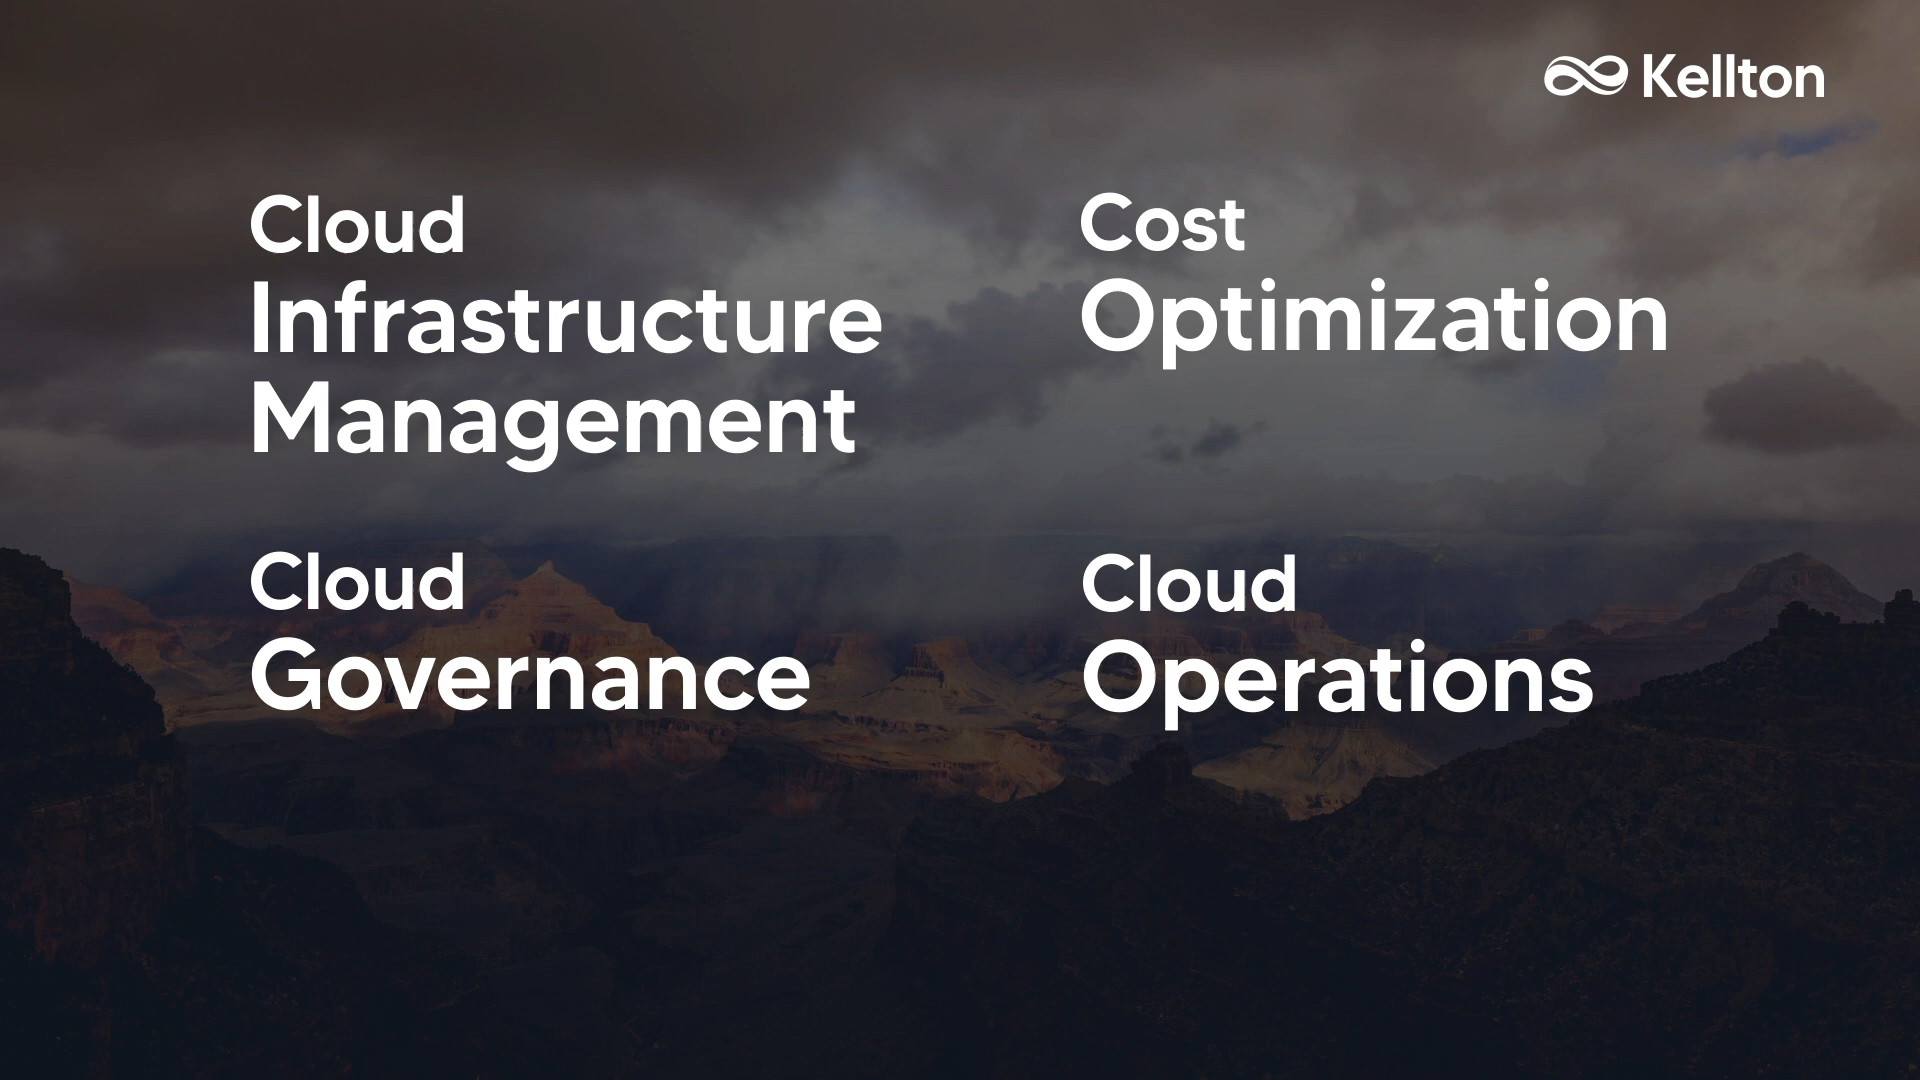 Kellton
Cloud
Infrastructure
Management
Cost
Optimization
Cloud
Governance
Cloud
Operations